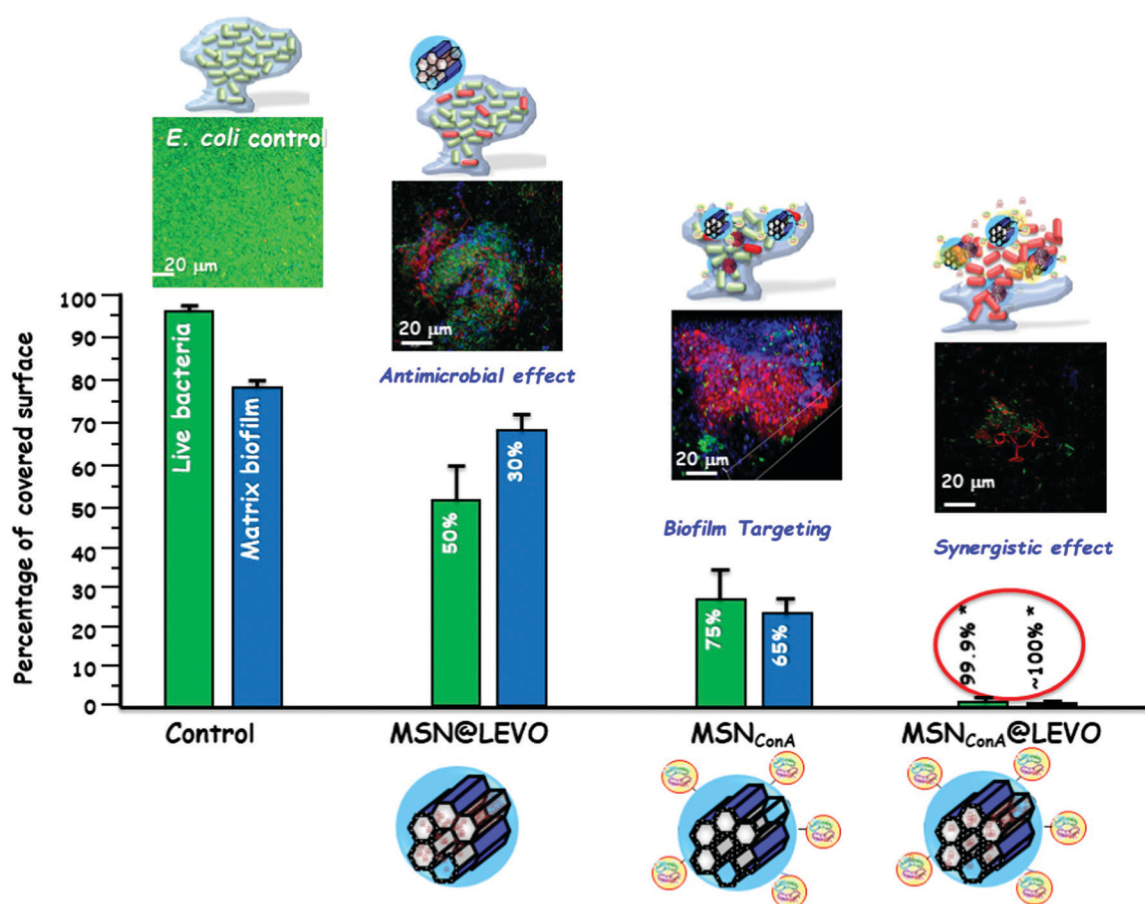 E. coli control
20 μm
20 μm
Antimicrobial effect
20 μm
Biofilm Targeting
20 μm
Synergistic effect
Percentage of covered surface
100
90
80
70
60
50
40
30
20
10
0
Live bacteria
Matrix biofilm
50%
30%
75%
65%
99.9% *
~100% *
Control
MSN@LEVO
MSNConA
MSNConA@LEVO